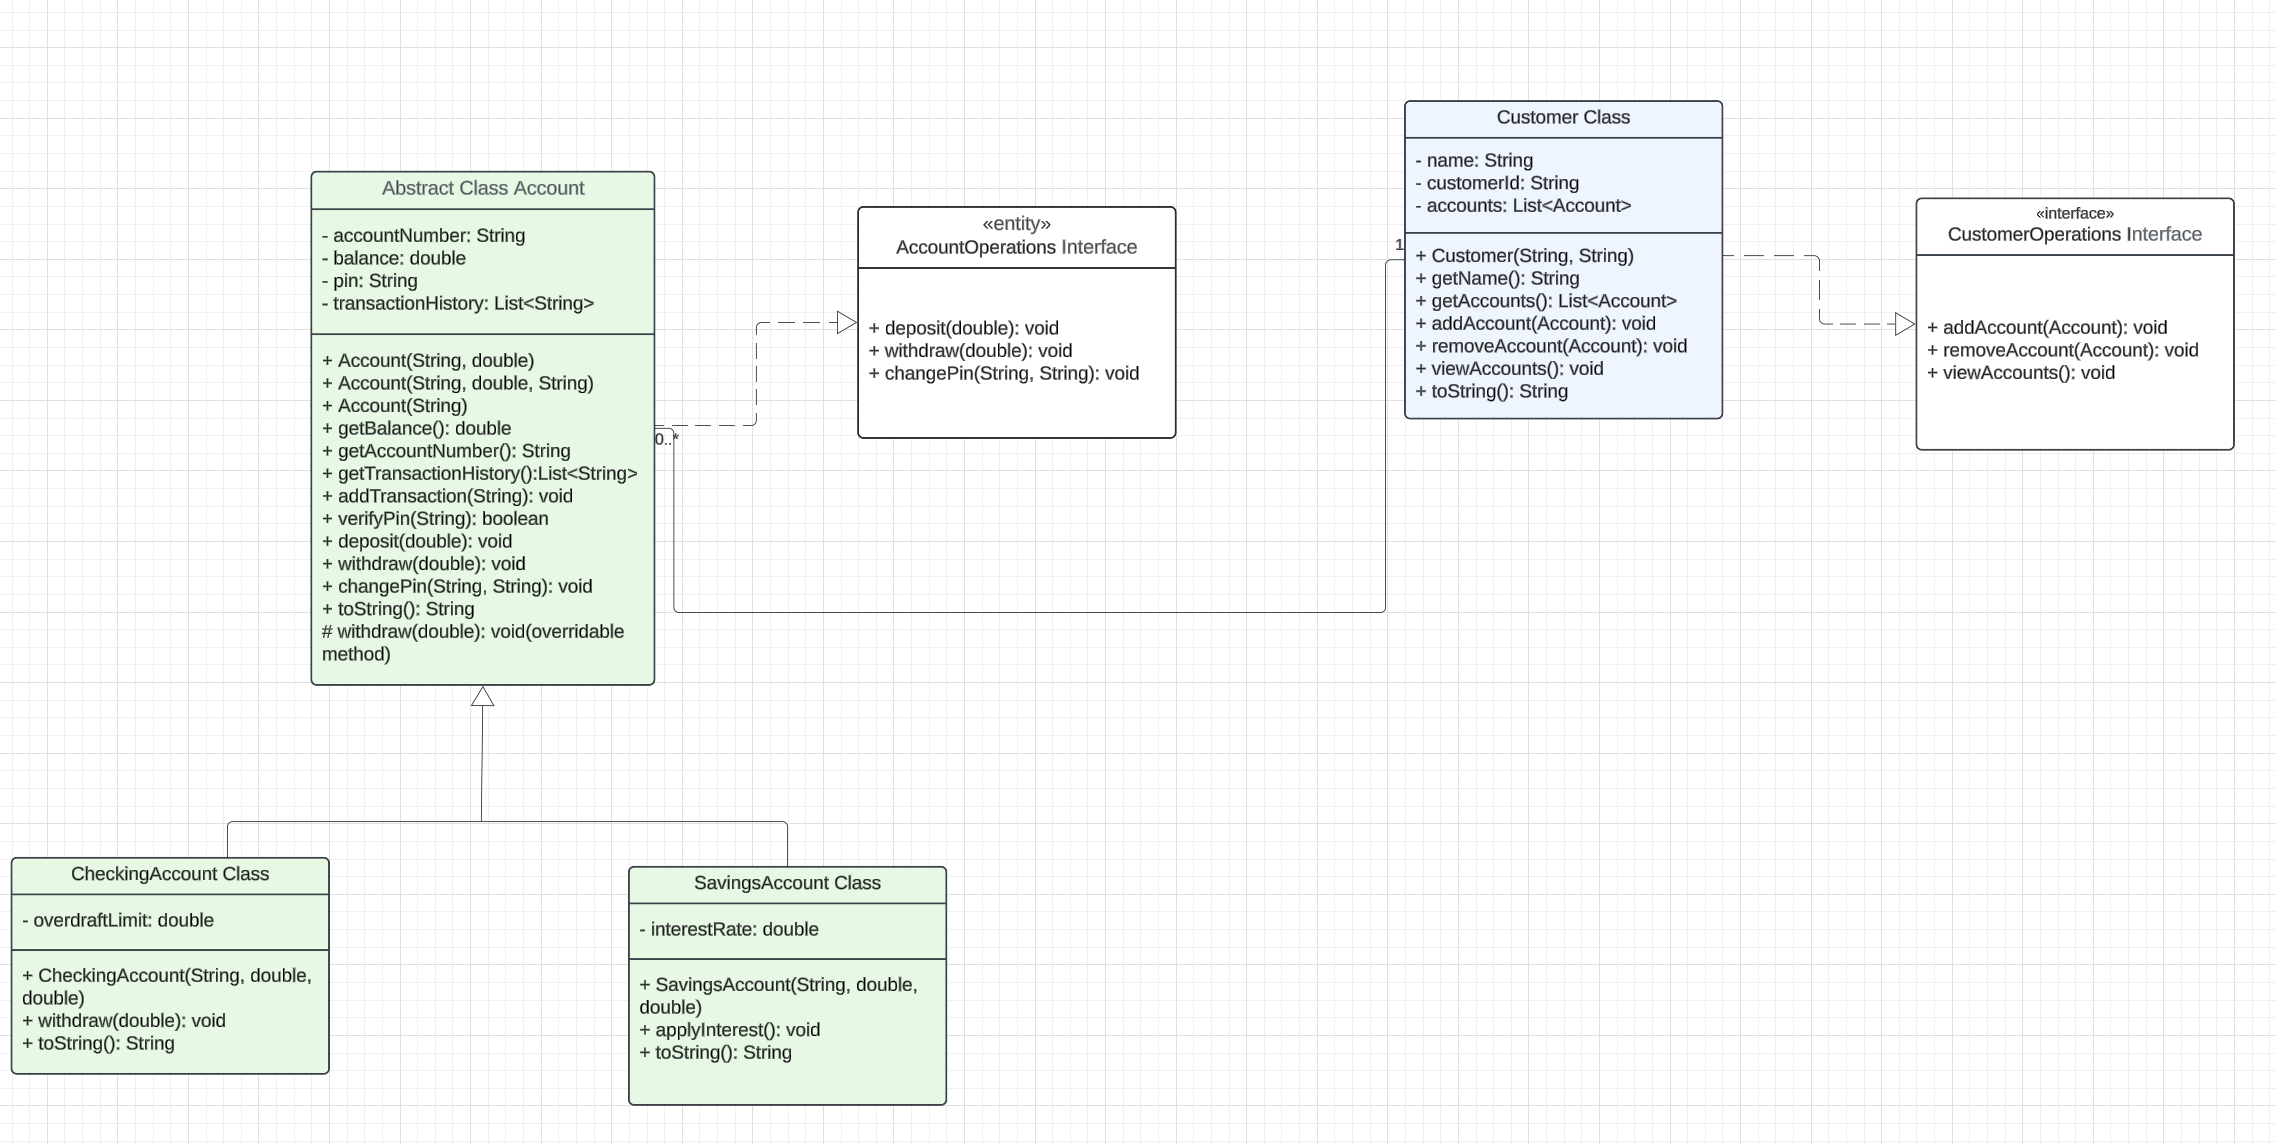 Abstract Class Account
- accountNumber: String
- balance: double
- pin: String
- transactionHistory: List<String>
+ Account(String, double)
+ Account(String, double, String)
+ Account(String)
+ getBalance(): double
+ getAccountNumber(): String
+ getTransactionHistory():List<String>
+ addTransaction(String): void
+ verifyPin(String): boolean
+ deposit(double): void
+ withdraw(double): void
+ changePin(String, String): void
+ toString(): String
# withdraw(double): void(overridable
method)
0..*
«entity»
AccountOperations Interface
+ deposit(double): void
+ withdraw(double): void
+ changePin(String, String): void
1
Customer Class
- name: String
- customerId: String
- accounts: List<Account>
+ Customer(String, String)
+ getName(): String
+ getAccounts(): List<Account>
+ addAccount(Account): void
+ removeAccount(Account): void
+ viewAccounts(): void
+ toString(): String
«interface»
CustomerOperations Interface
+ addAccount(Account): void
+ removeAccount(Account): void
+ viewAccounts(): void
CheckingAccount Class
- overdraftLimit: double
+ CheckingAccount(String, double,
double)
+ withdraw(double): void
+ toString(): String
SavingsAccount Class
- interestRate: double
+ SavingsAccount(String, double,
double)
+ applyInterest(): void
+ toString(): String